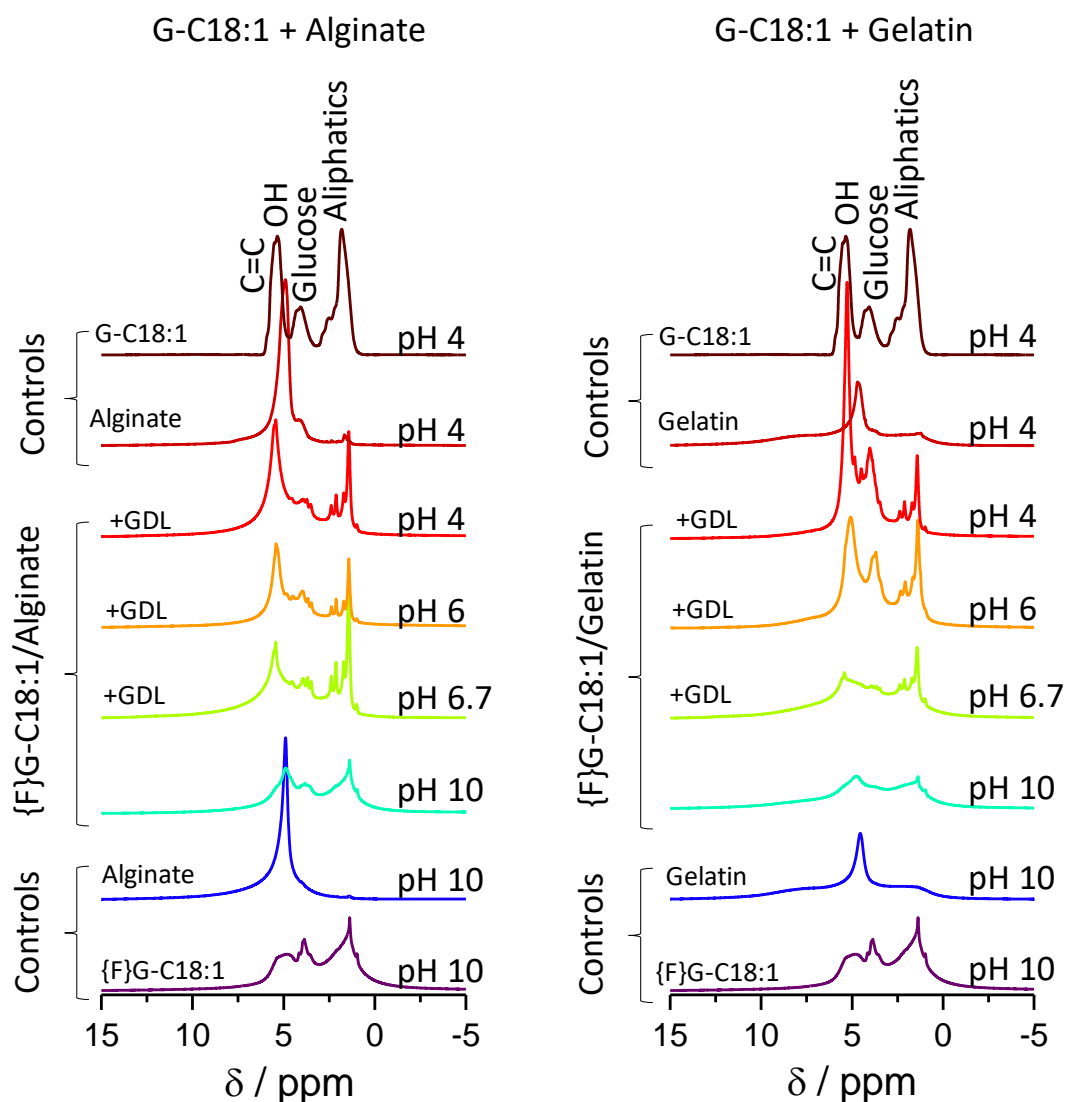 G-C18:1 + Alginate
C=C
OH
Glucose
Aliphatics
Controls
G-C18:1
pH 4
Alginate
pH 4
{F}G-C18:1/Alginate
+GDL
pH 4
+GDL
pH 6
+GDL
pH 6.7
pH 10
Controls
Alginate
pH 10
{F}G-C18:1
pH 10
15 10 5 0 -5
δ / ppm
G-C18:1 + Gelatin
C=C
OH
Glucose
Aliphatics
Controls
G-C18:1
pH 4
Gelatin
pH 4
{F}G-C18:1/Gelatin
+GDL
pH 4
+GDL
pH 6
+GDL
pH 6.7
pH 10
Controls
Gelatin
pH 10
{F}G-C18:1
pH 10
15 10 5 0 -5
δ / ppm